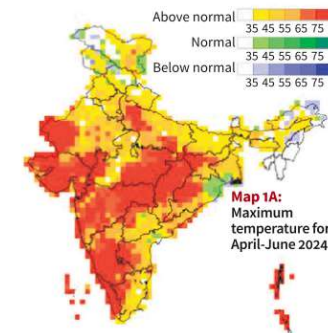 Above normal
35 45 55 65 75
Normal
35 45 55 65 75
Below normal
35 45 55 65 75
Map 1A:
Maximum
temperature for
April-June 2024